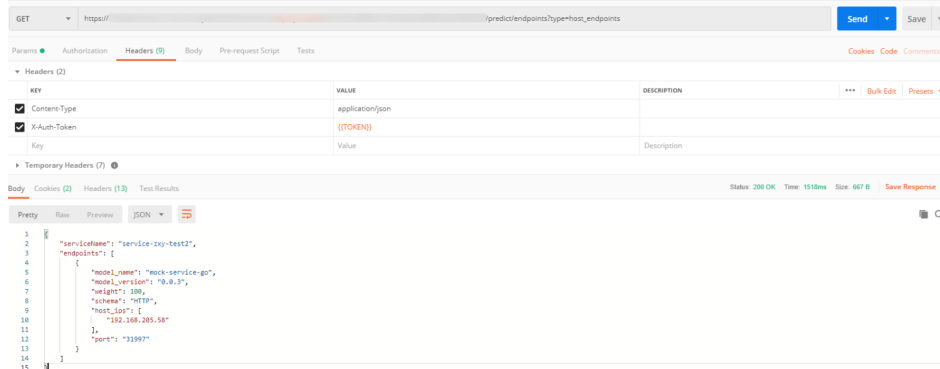 GET https:// /predict/endpoints?type=host_endpoints Send Save
Params Authorization Headers (9) Body Pre-request Script Tests Cookies Code Comments
Headers (2)
KEY VALUE DESCRIPTION ••• Bulk Edit Presets
Content-Type application/json
X-Auth-Token {{TOKEN}}
Key Value Description
Temporary Headers (7)
Body Cookies (2) Headers (13) Test Results Status: 200 OK Time: 1518ms Size: 667 B Save Response
Pretty Raw Preview JSON
1 {
2 "serviceName": "service-zxy-test2",
3 "endpoints": [
4 {
5 "model_name": "mock-service-go",
6 "model_version": "0.0.3",
7 "weight": 100,
8 "schema": "HTTP",
9 "host_ips": [
10 "192.168.205.58"
11 ],
12 "port": "31997"
13 }
14 ]
15 }